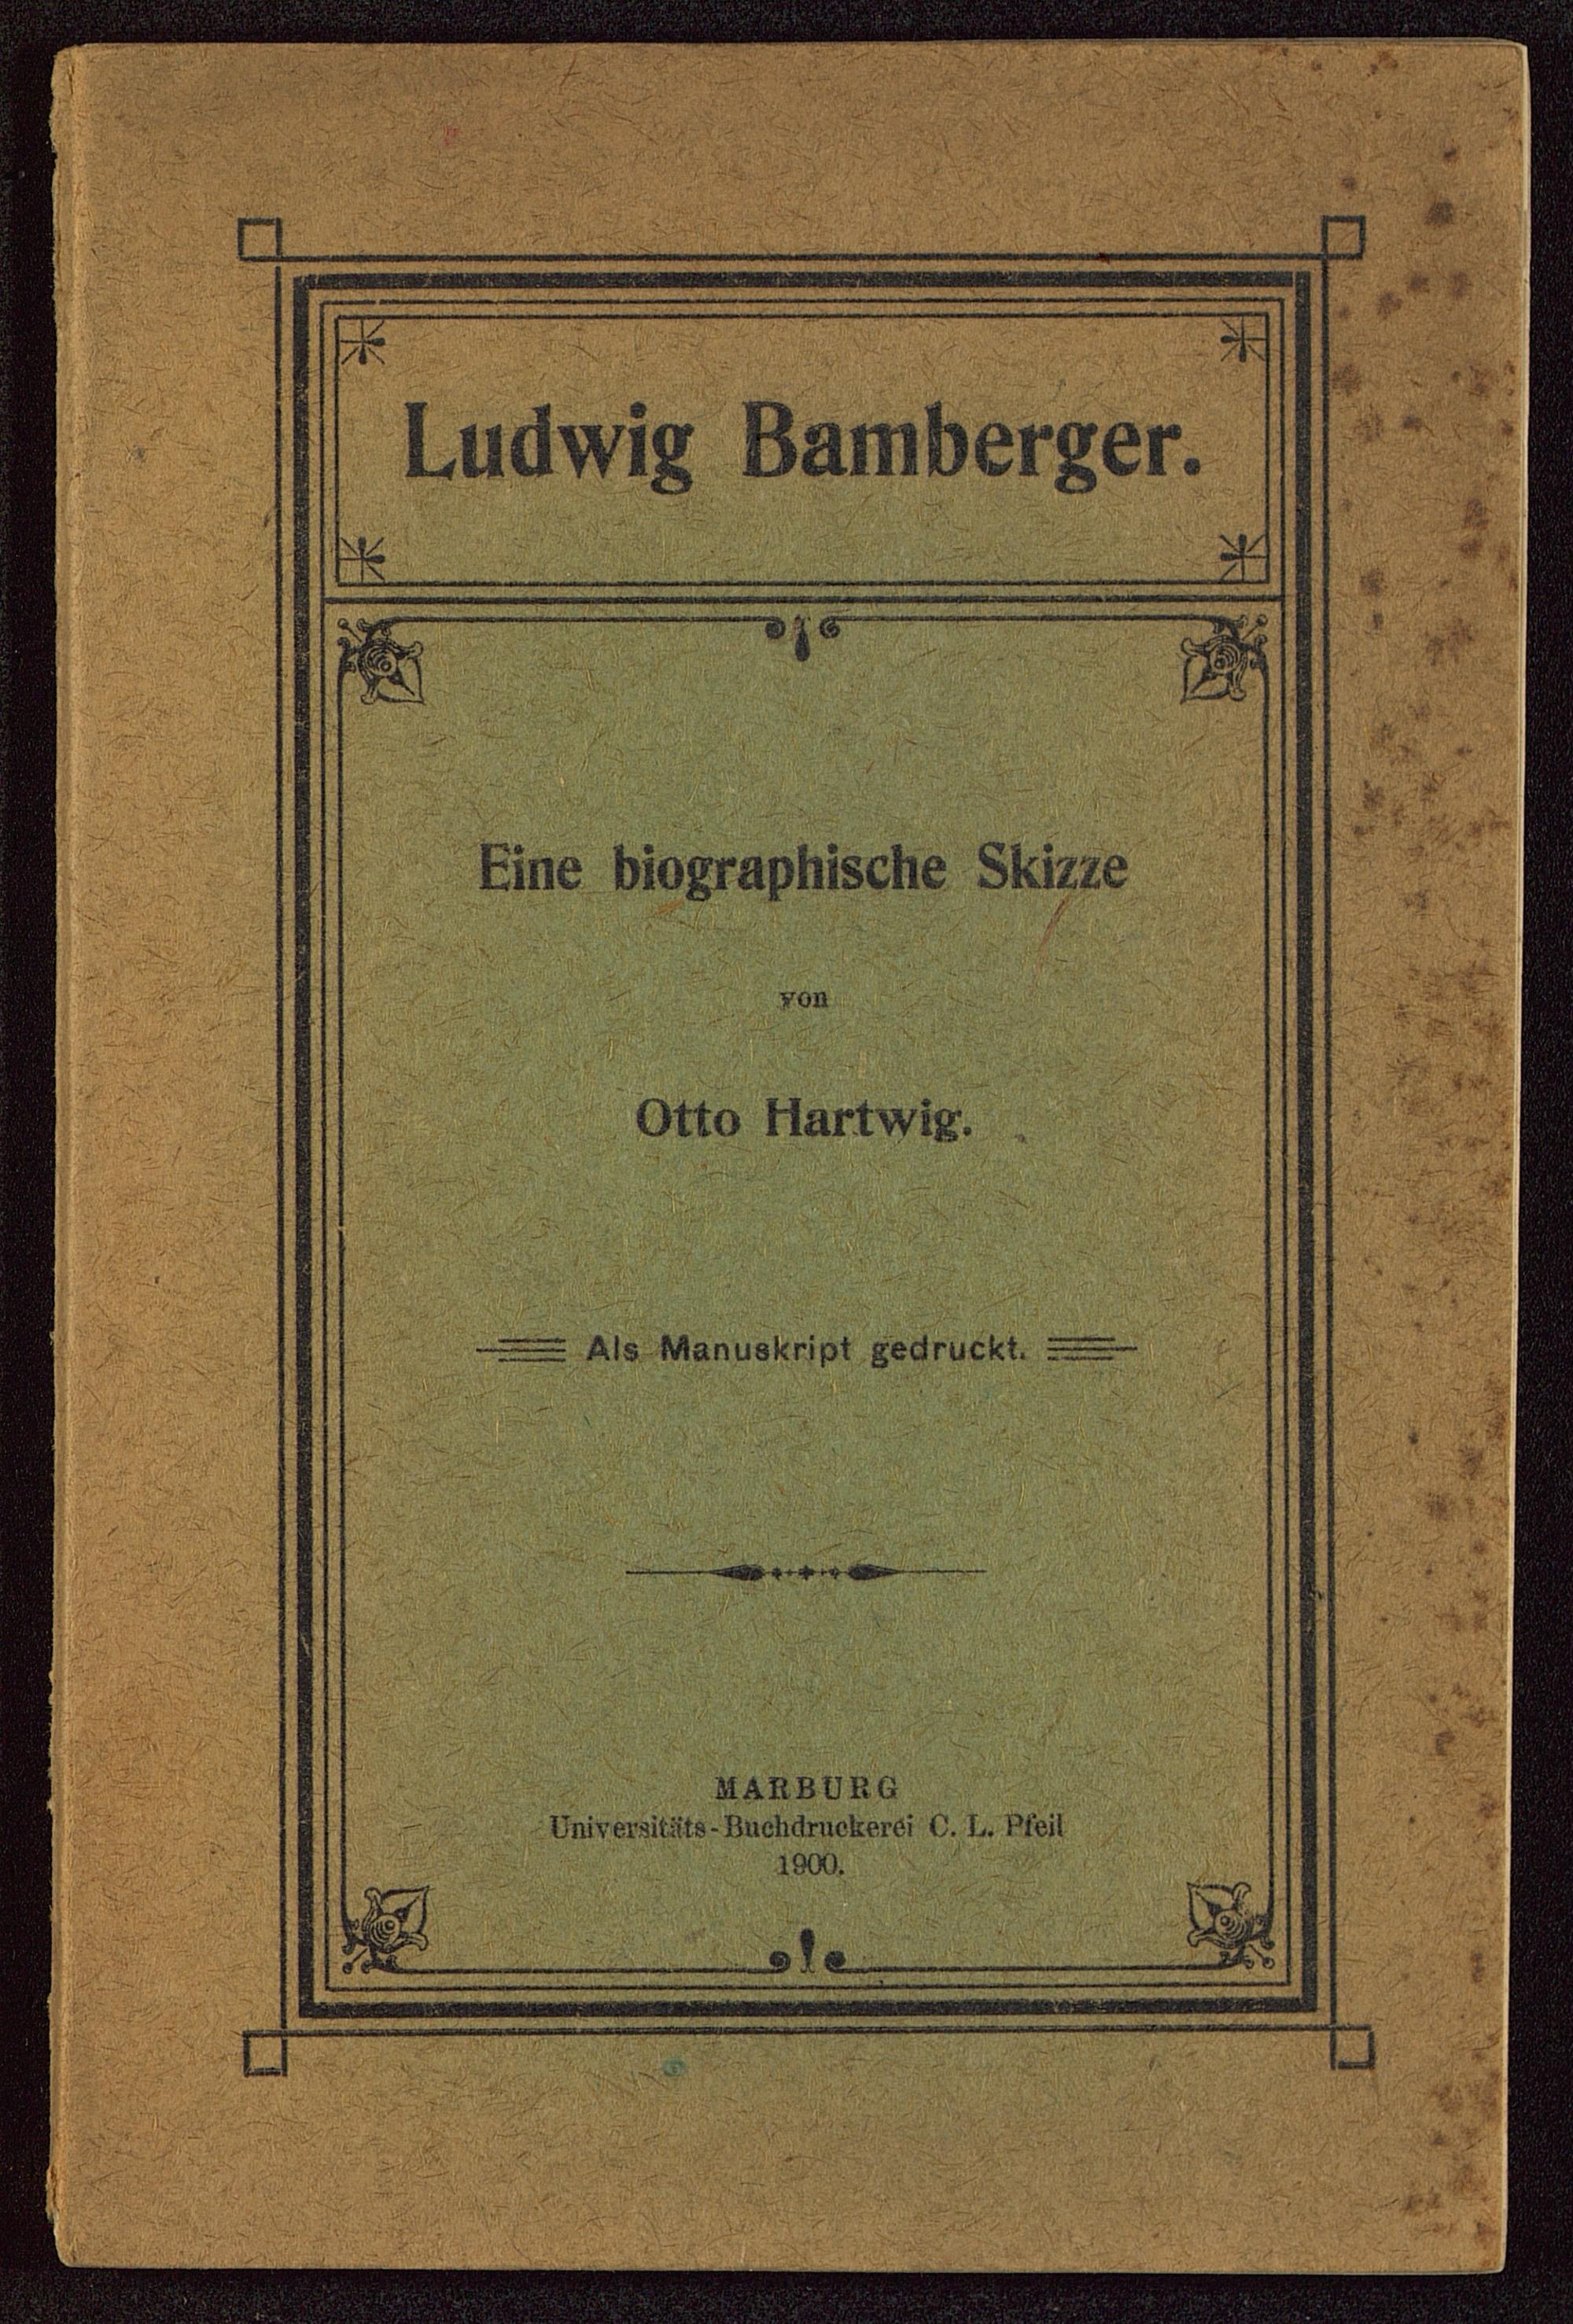 Ludwig Bamberger.
Eine biographische Skizze
von
Otto Hartwig.
Als Manuskript gedruckt.
MARBURG
Universitäts-Buchdruckerei C. L. Pfeil
1900.